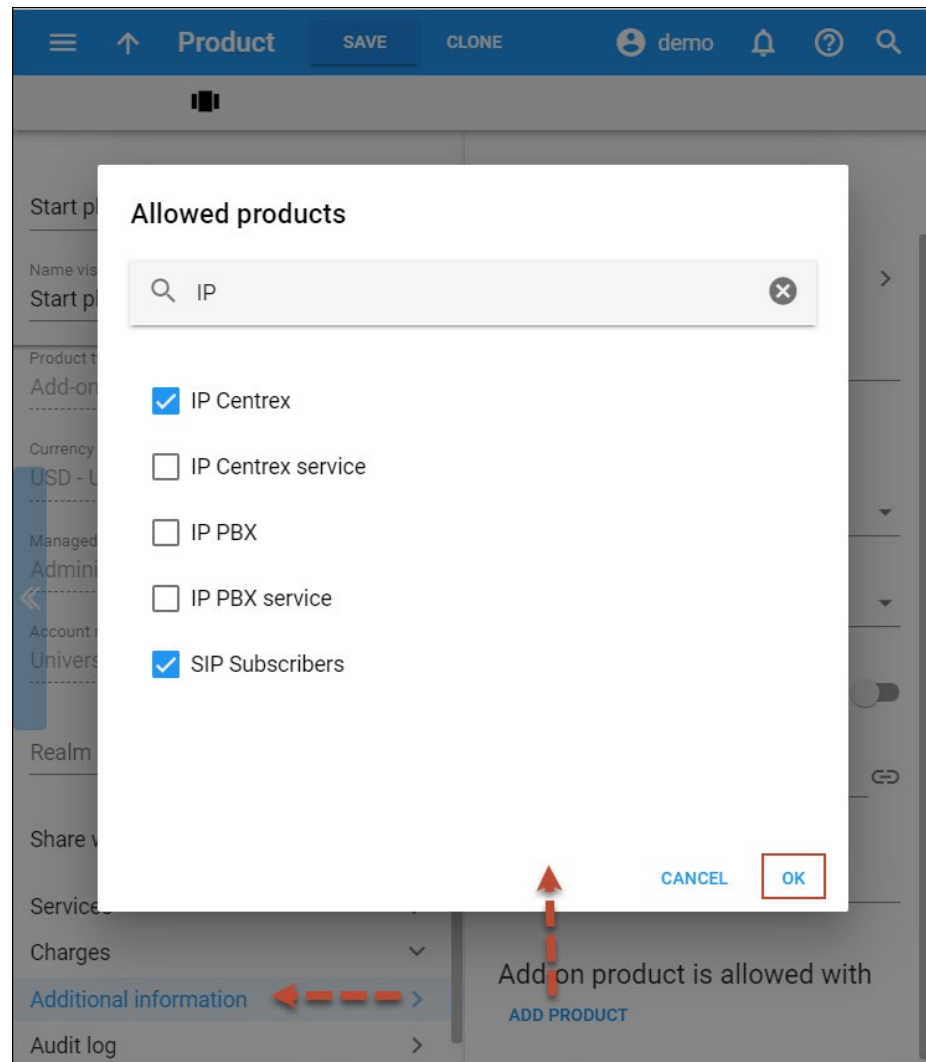 Product SAVE CLONE demo
Start pl
Name vis
Start pl
Product t
Add-on
Currency
USD - U
Managed
Admini
Account r
Univers
Realm
Share v
Services
Charges
Additional information
Audit log
Allowed products
IP
IP Centrex
IP Centrex service
IP PBX
IP PBX service
SIP Subscribers
CANCEL OK
Add-on product is allowed with
ADD PRODUCT